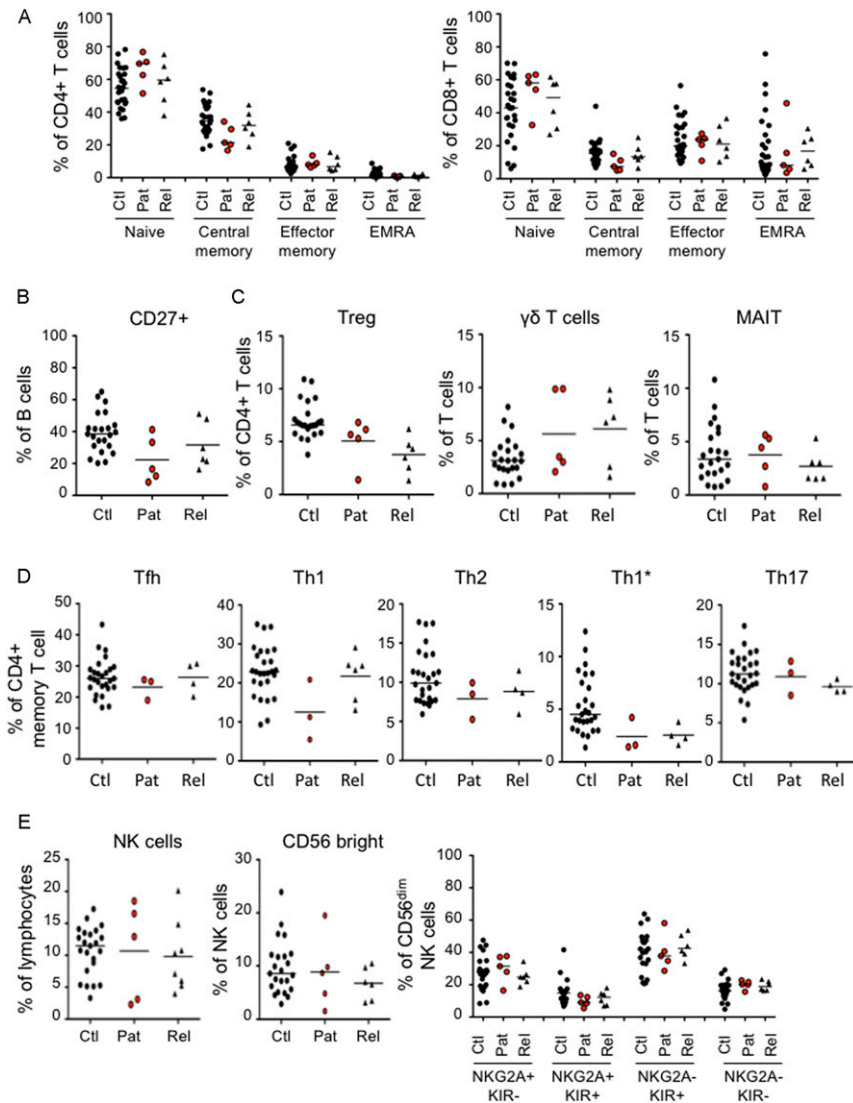 A
% of CD4+ T cells
100
80
60
40
20
0
Ctl Pat Rel Ctl Pat Rel Ctl Pat Rel Ctl Pat Rel
Naive Central memory Effector memory EMRA
% of CD8+ T cells
100
80
60
40
20
0
Ctl Pat Rel Ctl Pat Rel Ctl Pat Rel Ctl Pat Rel
Naive Central memory Effector memory EMRA
B
CD27+
% of B cells
100
80
60
40
20
0
Ctl Pat Rel
C
Treg
% of CD4+ T cells
15
10
5
0
Ctl Pat Rel
γδ T cells
% of T cells
15
10
5
0
Ctl Pat Rel
MAIT
% of T cells
15
10
5
0
Ctl Pat Rel
D
Tfh
% of CD4+ memory T cell
50
40
30
20
10
0
Ctl Pat Rel
Th1
40
30
20
10
0
Ctl Pat Rel
Th2
20
15
10
5
0
Ctl Pat Rel
Th1*
15
10
5
0
Ctl Pat Rel
Th17
20
15
10
5
0
Ctl Pat Rel
E
NK cells
% of lymphocytes
25
20
15
10
5
0
Ctl Pat Rel
CD56 bright
% of NK cells
30
20
10
0
Ctl Pat Rel
% of CD56dim NK cells
100
80
60
40
20
0
Ctl Pat Rel Ctl Pat Rel Ctl Pat Rel Ctl Pat Rel
NKG2A+ NKG2A+ NKG2A- NKG2A-
KIR- KIR+ KIR+ KIR-